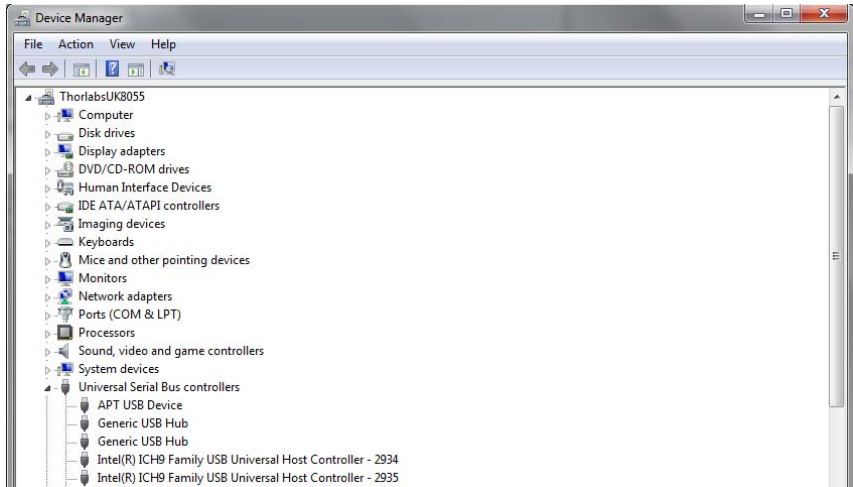 Device Manager
File Action View Help
ThorlabsUK8055
Computer
Disk drives
Display adapters
DVD/CD-ROM drives
Human Interface Devices
IDE ATA/ATAPI controllers
Imaging devices
Keyboards
Mice and other pointing devices
Monitors
Network adapters
Ports (COM & LPT)
Processors
Sound, video and game controllers
System devices
Universal Serial Bus controllers
APT USB Device
Generic USB Hub
Generic USB Hub
Intel(R) ICH9 Family USB Universal Host Controller - 2934
Intel(R) ICH9 Family USB Universal Host Controller - 2935